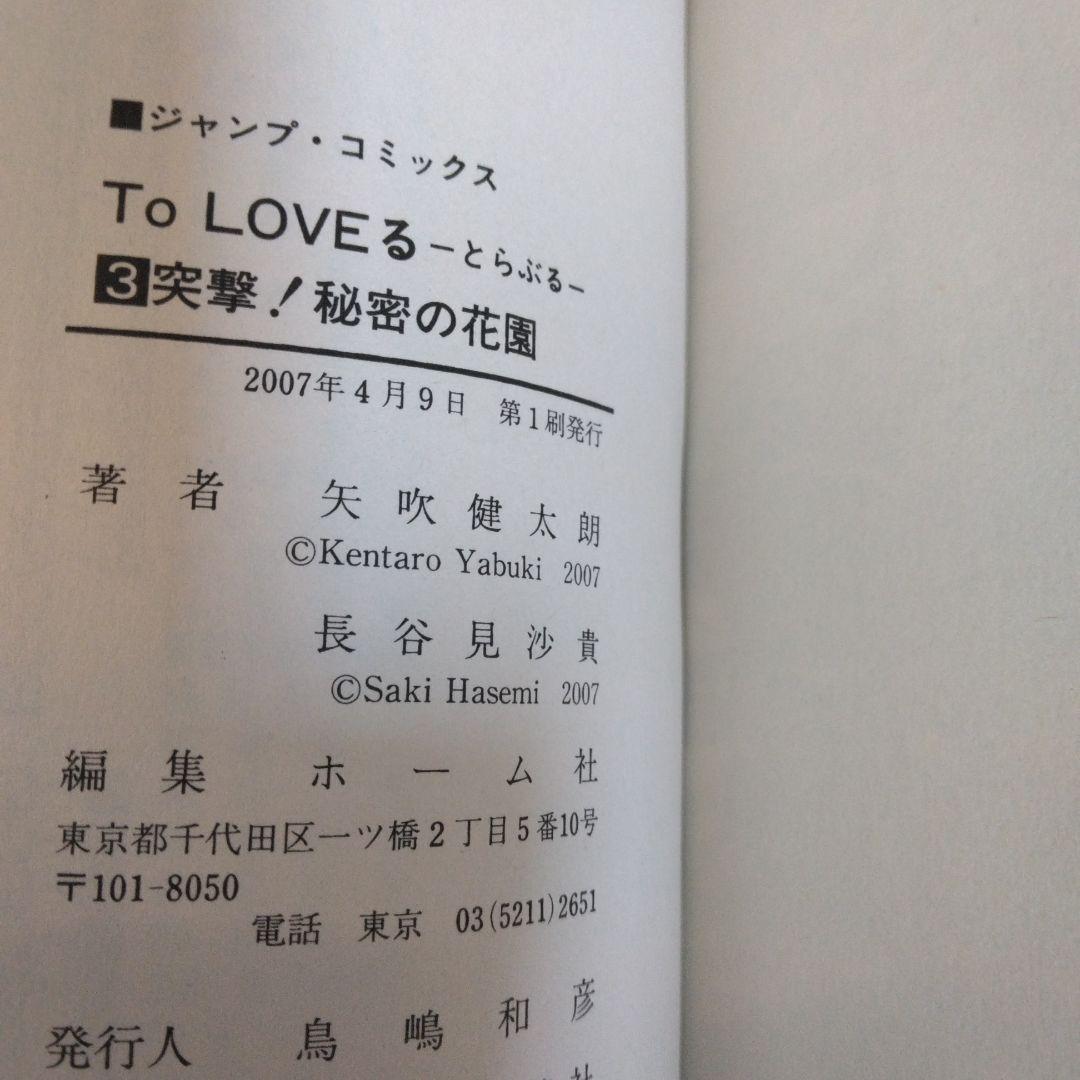 ■ジャンプ・コミックス
To LOVEる―とらぶる―
3突撃!秘密の花園
2007年4月9日 第1刷発行
著者 矢吹健太朗
©Kentaro Yabuki 2007
長谷見沙貴
©Saki Hasemi 2007
編集 ホーム社
東京都千代田区一ツ橋2丁目5番10号
〒101-8050
電話 東京 03(5211)2651
発行人 鳥嶋和彦